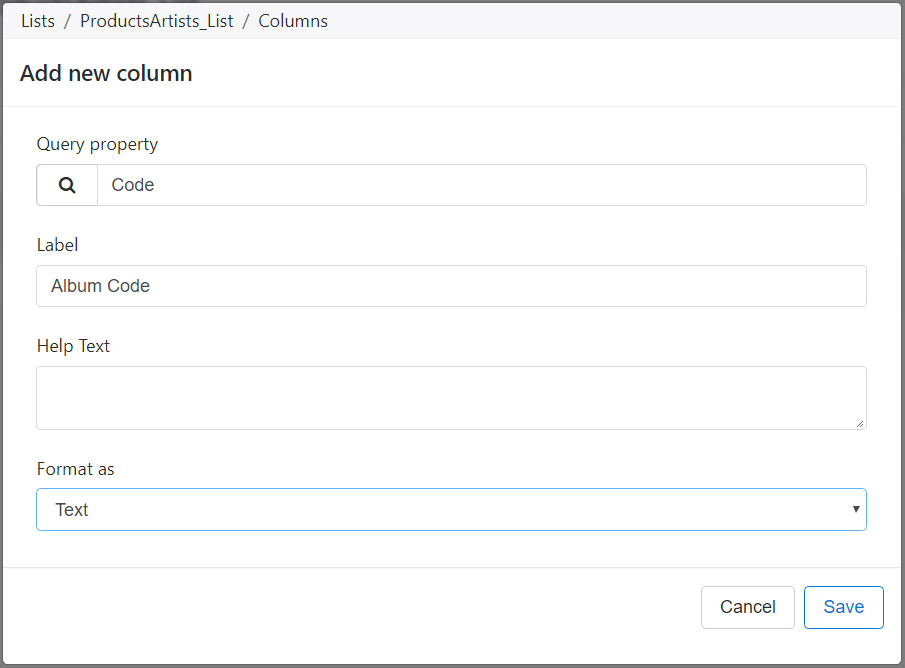 Lists / ProductsArtists_List / Columns
Add new column
Query property
Code
Label
Album Code
Help Text
Format as
Text
Cancel Save